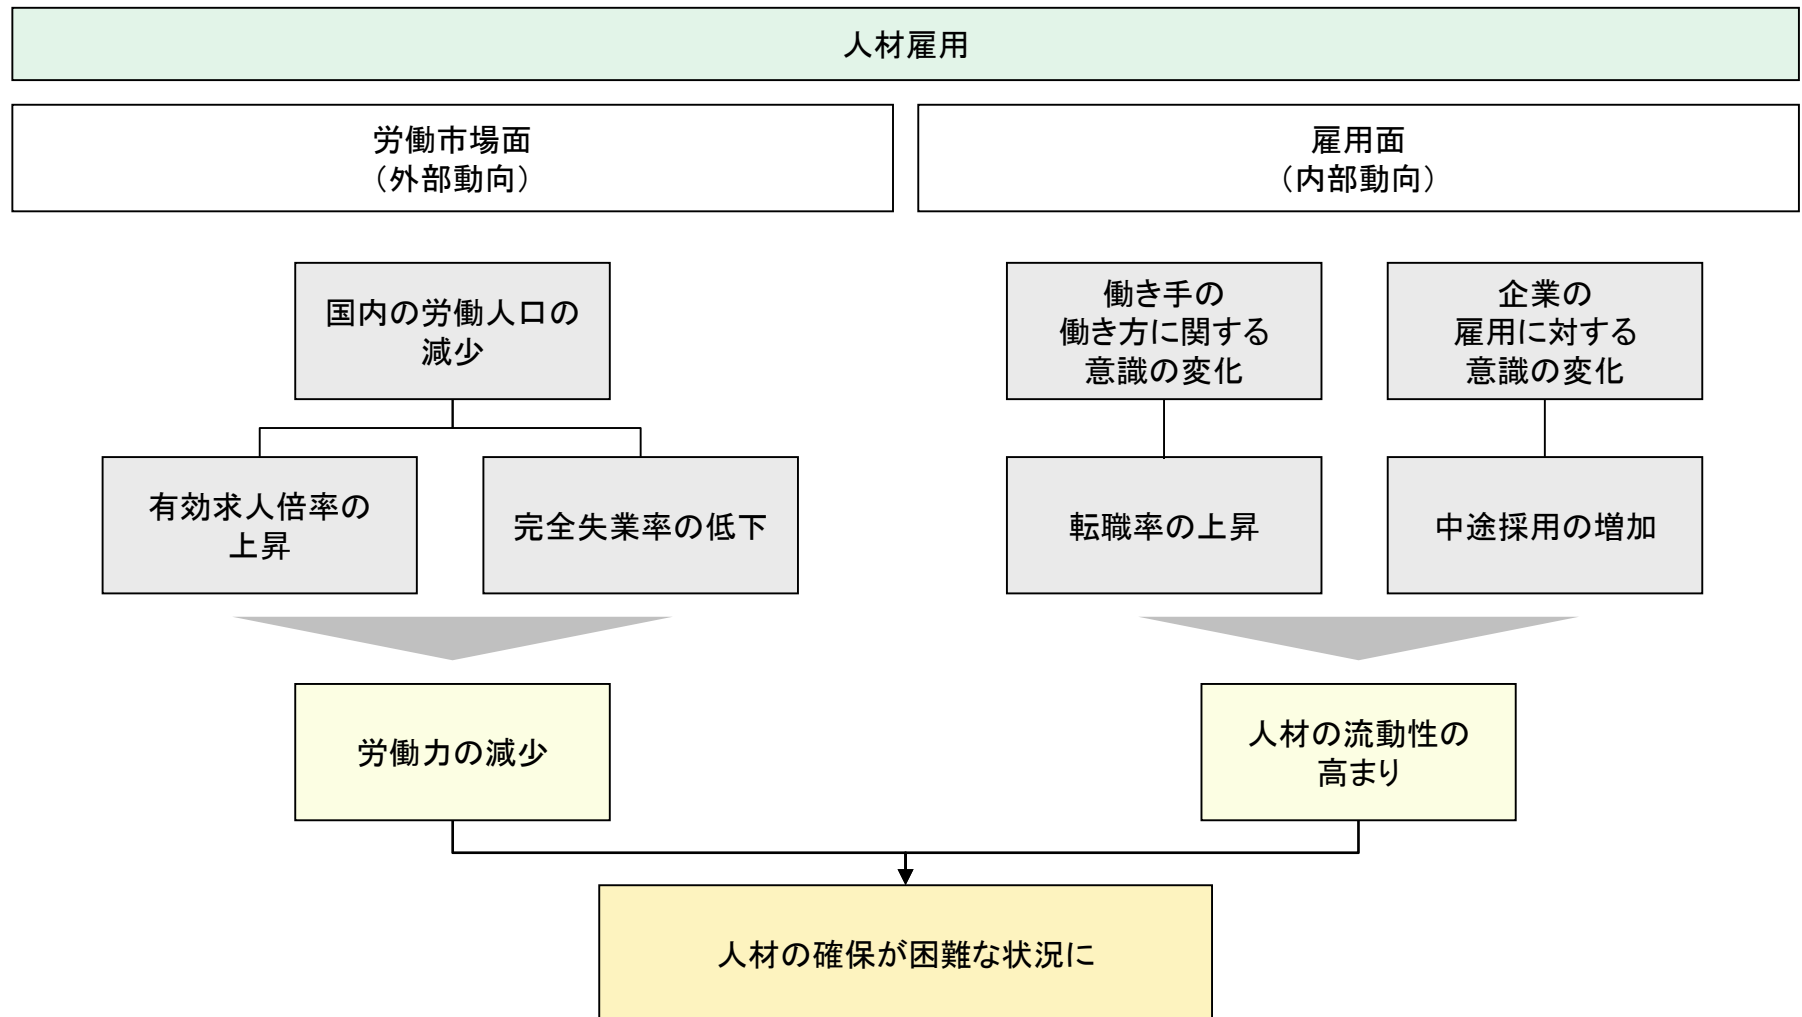 人材雇用
労働市場面
（外部動向）
雇用面
（内部動向）
国内の労働人口の
減少
働き手の
働き方に関する
意識の変化
企業の
雇用に対する
意識の変化
有効求人倍率の
上昇
完全失業率の低下
転職率の上昇
中途採用の増加
労働力の減少
人材の流動性の
高まり
人材の確保が困難な状況に